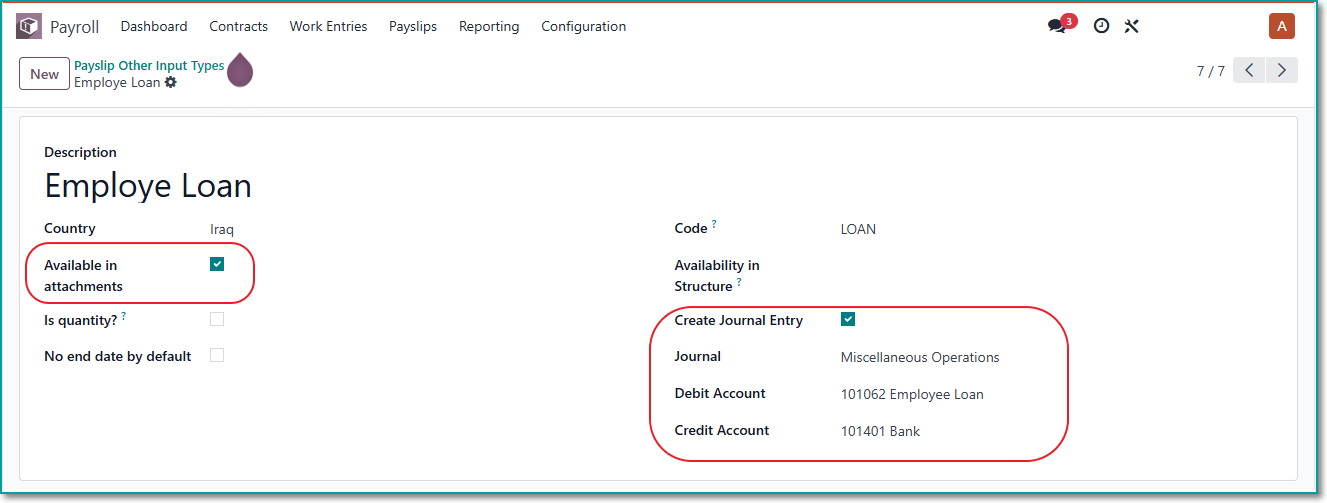 Payroll Dashboard Contracts Work Entries Payslips Reporting Configuration 3 A
New Payslip Other Input Types
Employe Loan 7 / 7
Description
Employe Loan
Country Iraq Code ? LOAN
Available in attachments Availability in Structure ?
Is quantity? ? Create Journal Entry
No end date by default Journal Miscellaneous Operations
Debit Account 101062 Employee Loan
Credit Account 101401 Bank